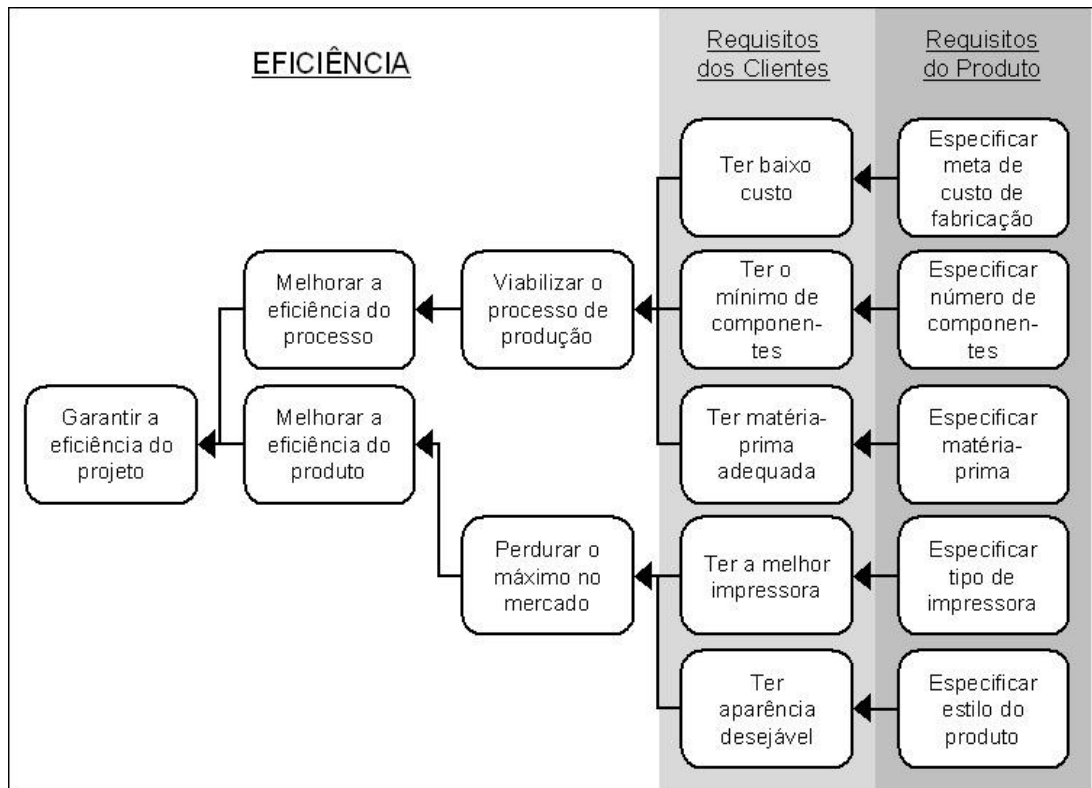 EFICIÊNCIA
Requisitos
dos Clientes
Requisitos
do Produto
Ter baixo
custo
Especificar
meta de
custo de
fabricação
Melhorar a
eficiência do
processo
Viabilizar o
processo de
produção
Ter o
mínimo de
componen-
tes
Especificar
número de
componen-
tes
Garantir a
eficiência do
projeto
Melhorar a
eficiência do
produto
Ter matéria-
prima
adequada
Especificar
matéria-
prima
Perdurar o
máximo no
mercado
Ter a melhor
impressora
Especificar
tipo de
impressora
Ter
aparência
desejável
Especificar
estilo do
produto